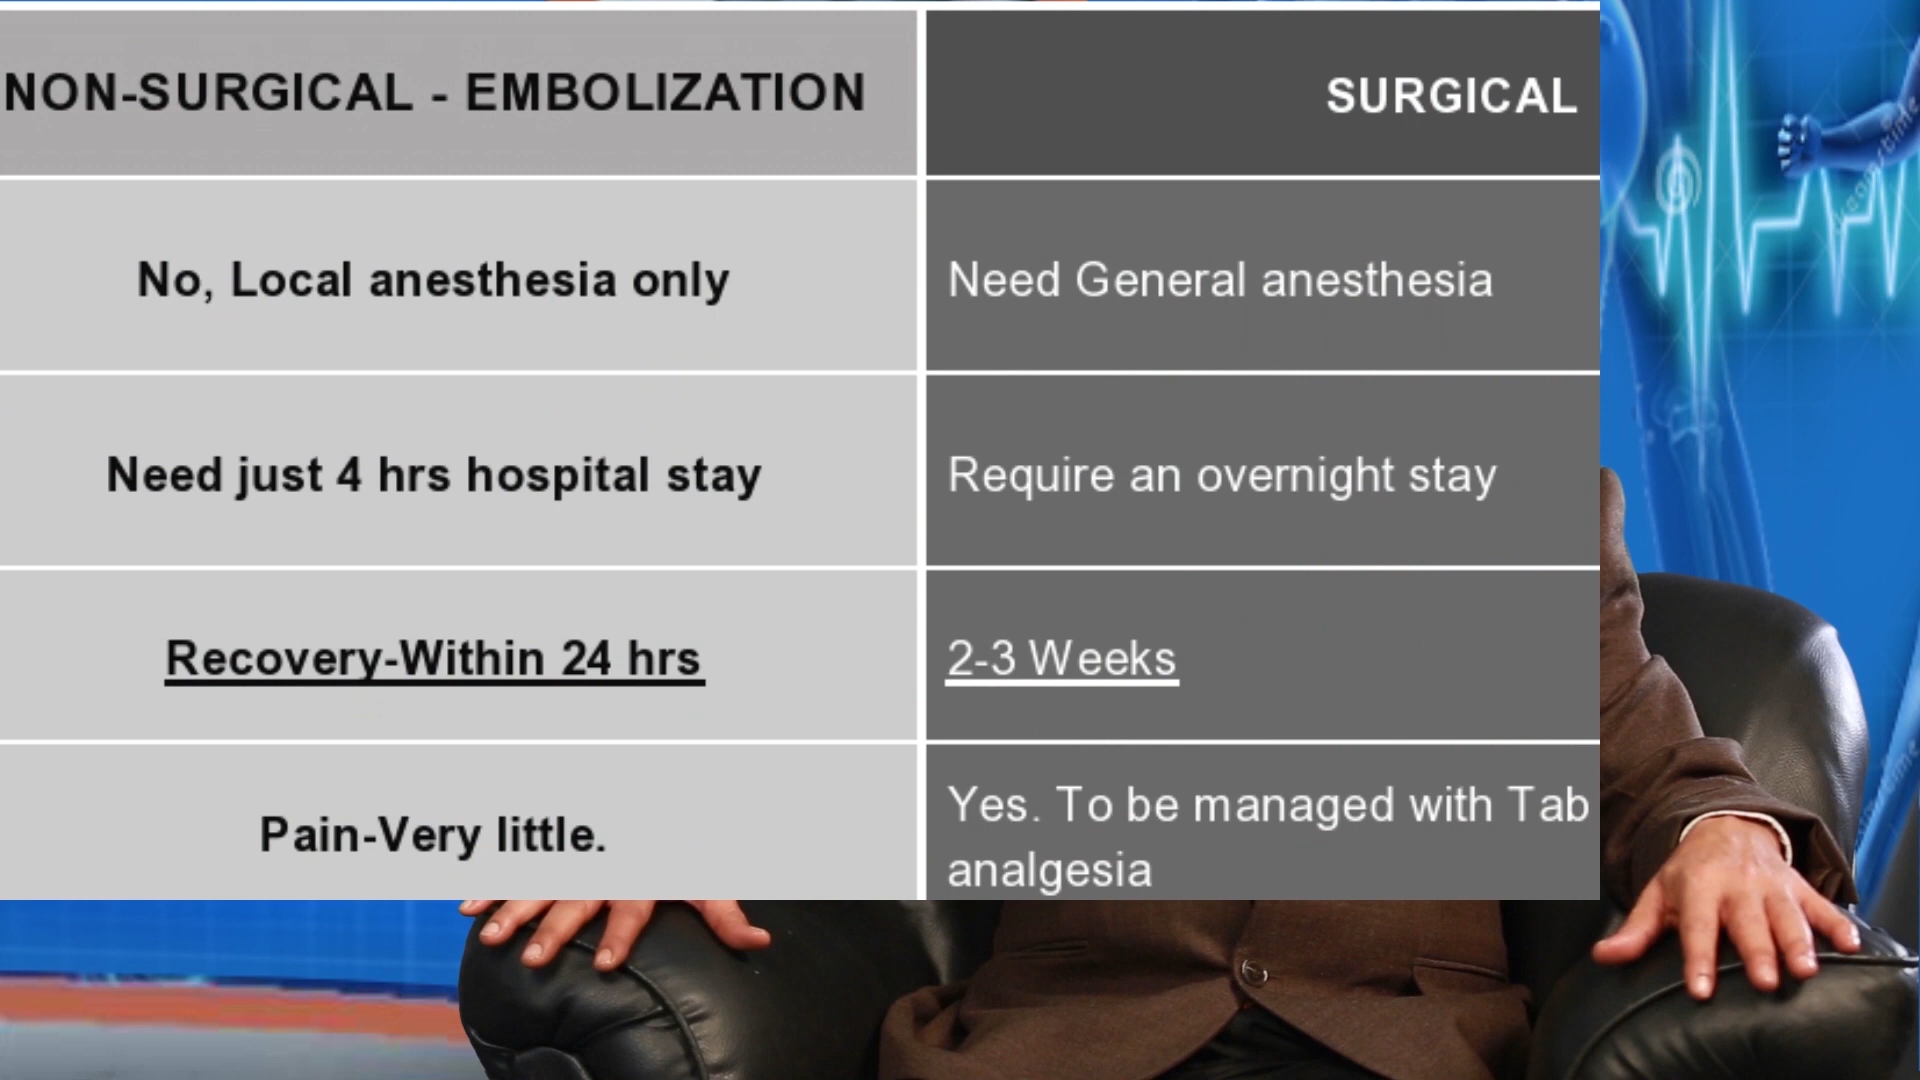 NON-SURGICAL - EMBOLIZATION
SURGICAL
No, Local anesthesia only
Need General anesthesia
Need just 4 hrs hospital stay
Require an overnight stay
Recovery-Within 24 hrs
2-3 Weeks
Pain-Very little.
Yes. To be managed with Tab
analgesia